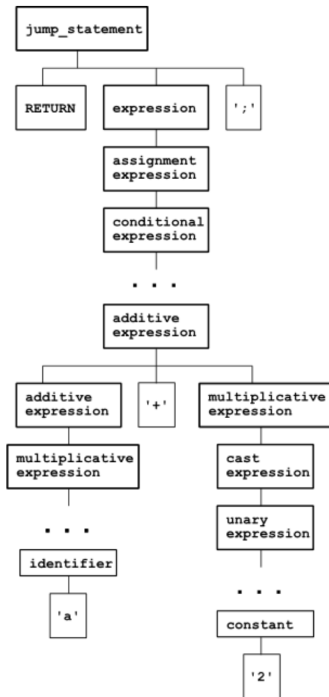 jump_statement
RETURN
expression
';'
assignment
expression
conditional
expression
. . .
additive
expression
additive
expression
'+'
multiplicative
expression
multiplicative
expression
cast
expression
. . .
unary
expression
identifier
. . .
'a'
constant
'2'